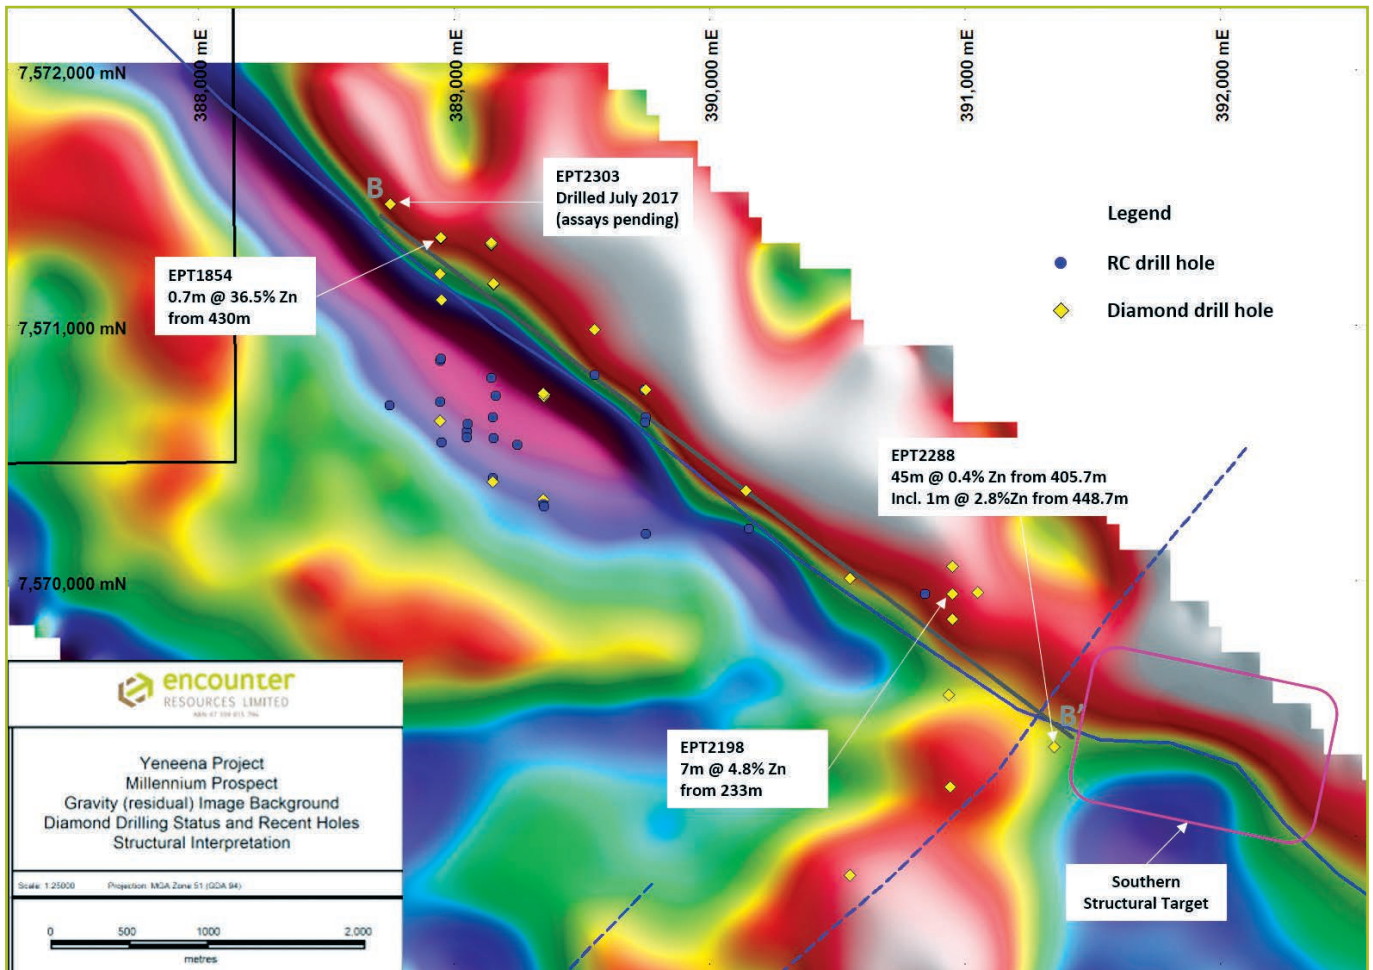 388,000 mE
389,000 mE
390,000 mE
391,000 mE
392,000 mE
7,572,000 mN
7,571,000 mN
7,570,000 mN
B
EPT2303
Drilled July 2017
(assays pending)
EPT1854
0.7m @ 36.5% Zn
from 430m
Legend
RC drill hole
Diamond drill hole
EPT2288
45m @ 0.4% Zn from 405.7m
Incl. 1m @ 2.8%Zn from 448.7m
B'
EPT2198
7m @ 4.8% Zn
from 233m
Southern
Structural Target
encounter
RESOURCES LIMITED
Yeneena Project
Millennium Prospect
Gravity (residual) Image Background
Diamond Drilling Status and Recent Holes
Structural Interpretation
Scale: 1:25000 Projection: MGA Zone 51 (GDA 94)
0 500 1000 2,000
metres